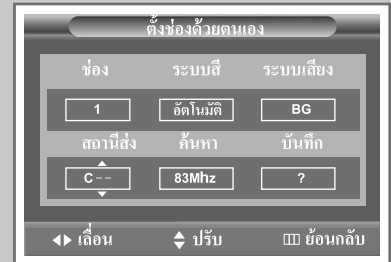 ตั้งช่องด้วยตนเอง
ช่อง ระบบสี ระบบเสียง
1 อัตโนมัติ BG
สถานีส่ง ค้นหา บันทึก
C-- 83Mhz ?
เลื่อน ปรับ ย้อนกลับ